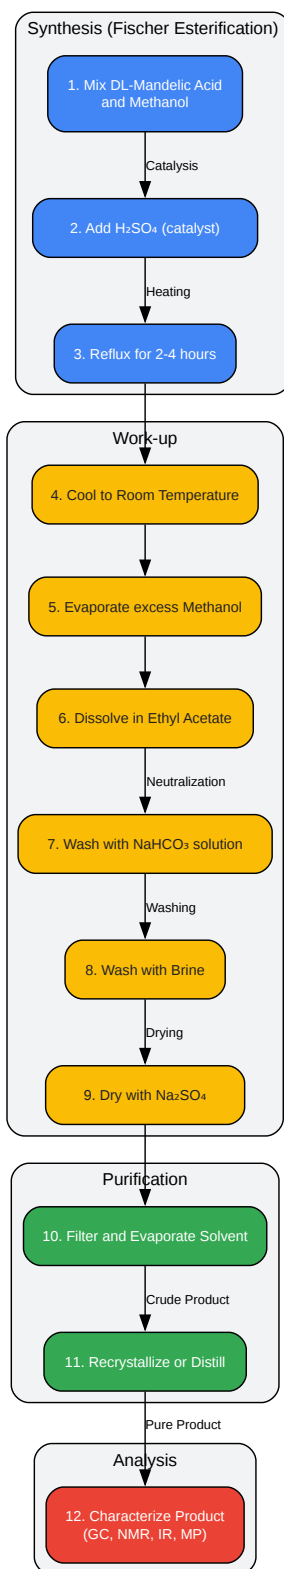 Synthesis (Fischer Esterification)
1. Mix DL-Mandelic Acid
and Methanol
Catalysis
2. Add H₂SO₄ (catalyst)
Heating
3. Reflux for 2-4 hours
Work-up
4. Cool to Room Temperature
5. Evaporate excess Methanol
6. Dissolve in Ethyl Acetate
Neutralization
7. Wash with NaHCO₃ solution
Washing
8. Wash with Brine
Drying
9. Dry with Na₂SO₄
Purification
10. Filter and Evaporate Solvent
Crude Product
11. Recrystallize or Distill
Pure Product
Analysis
12. Characterize Product
(GC, NMR, IR, MP)